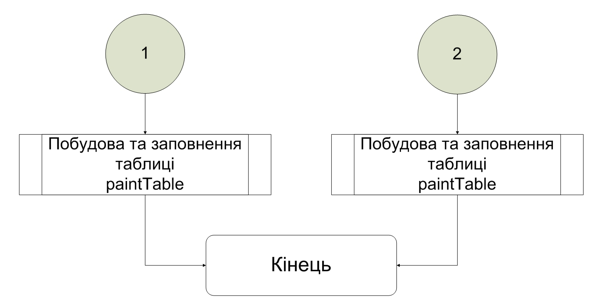 1
2
Побудова та заповнення
таблиці
paintTable
Побудова та заповнення
таблиці
paintTable
Кінець